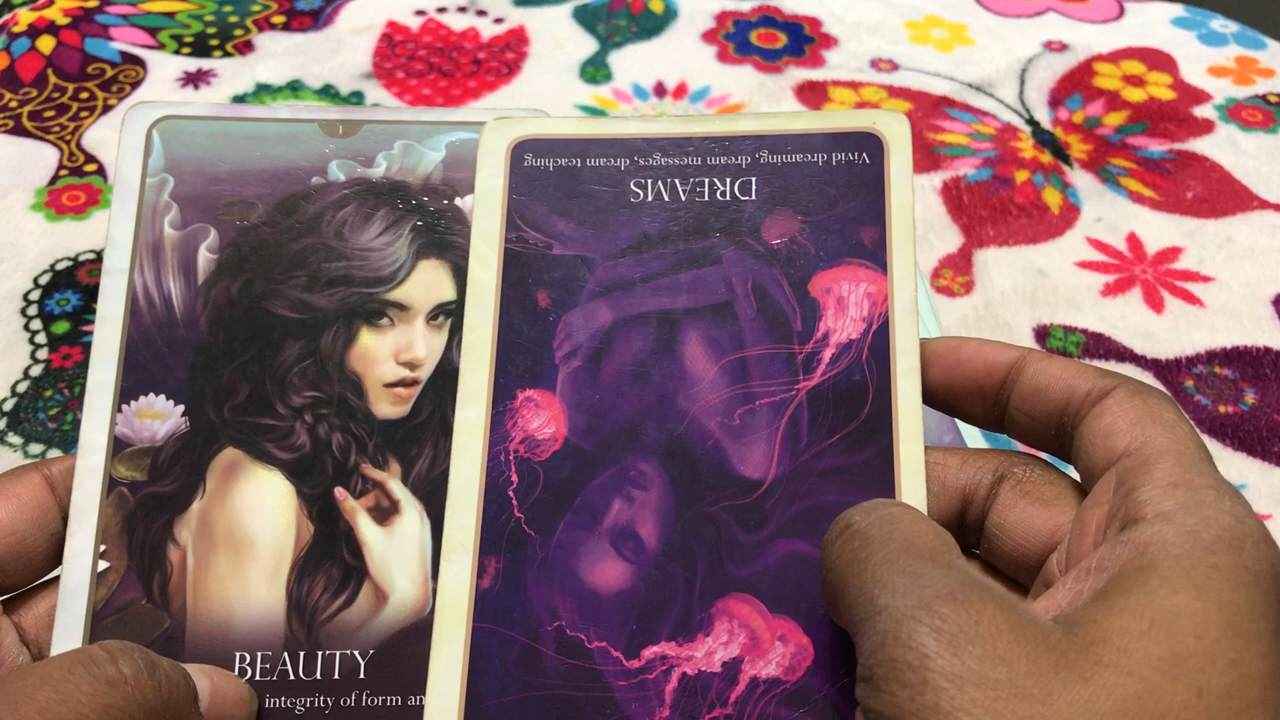 BEAUTY
integrity of form an
DREAMS
Vivid dreaming, dream messages, dream teaching